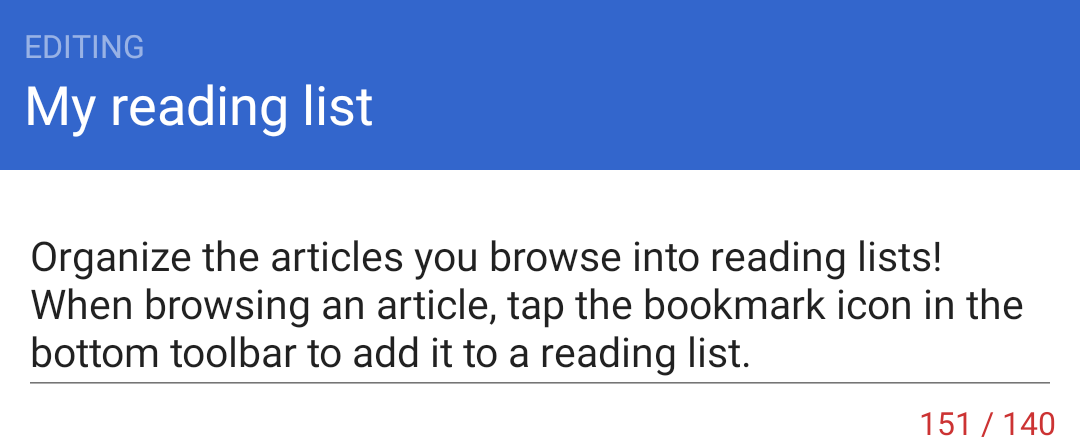 EDITING
My reading list
Organize the articles you browse into reading lists!
When browsing an article, tap the bookmark icon in the
bottom toolbar to add it to a reading list.
151 / 140